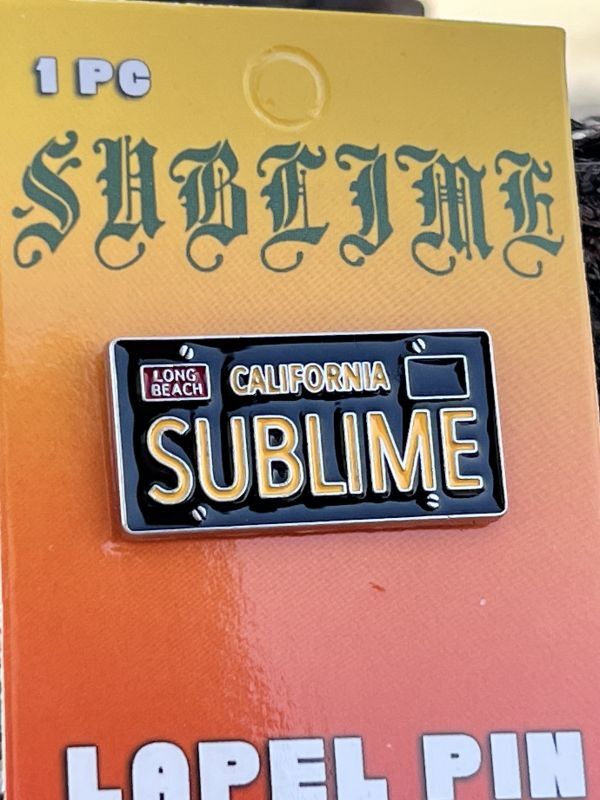 1 PC
SUBLIME
LONG
BEACH
CALIFORNIA
SUBLIME
LAPEL PIN